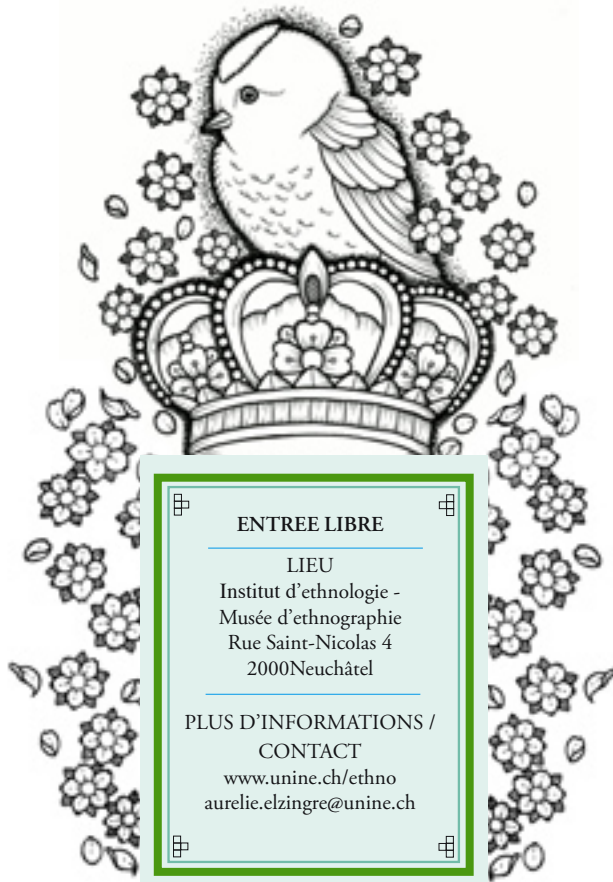 ENTREE LIBRE
LIEU
Institut d'ethnologie -
Musée d'ethnographie
Rue Saint-Nicolas 4
2000Neuchâtel
PLUS D'INFORMATIONS /
CONTACT
www.unine.ch/ethno
aurelie.elzingre@unine.ch